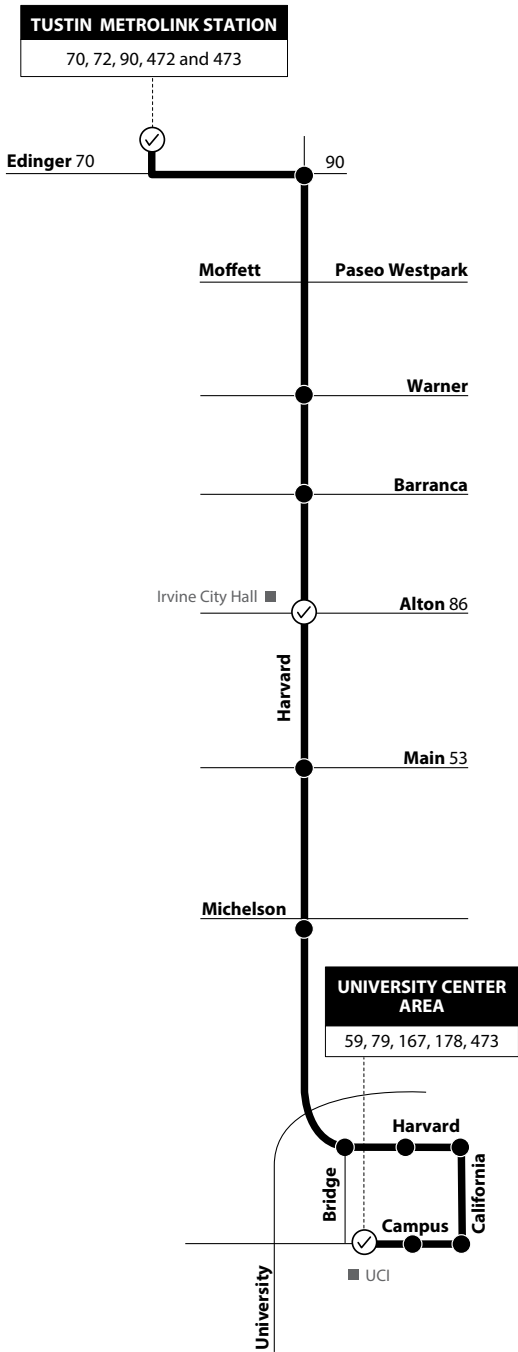 TUSTIN METROLINK STATION
70, 72, 90, 472 and 473
Edinger 70
90
Moffett
Paseo Westpark
Warner
Barranca
Irvine City Hall
Alton 86
Harvard
Main 53
Michelson
UNIVERSITY CENTER
AREA
59, 79, 167, 178, 473
Harvard
Bridge
California
Campus
UCI
University